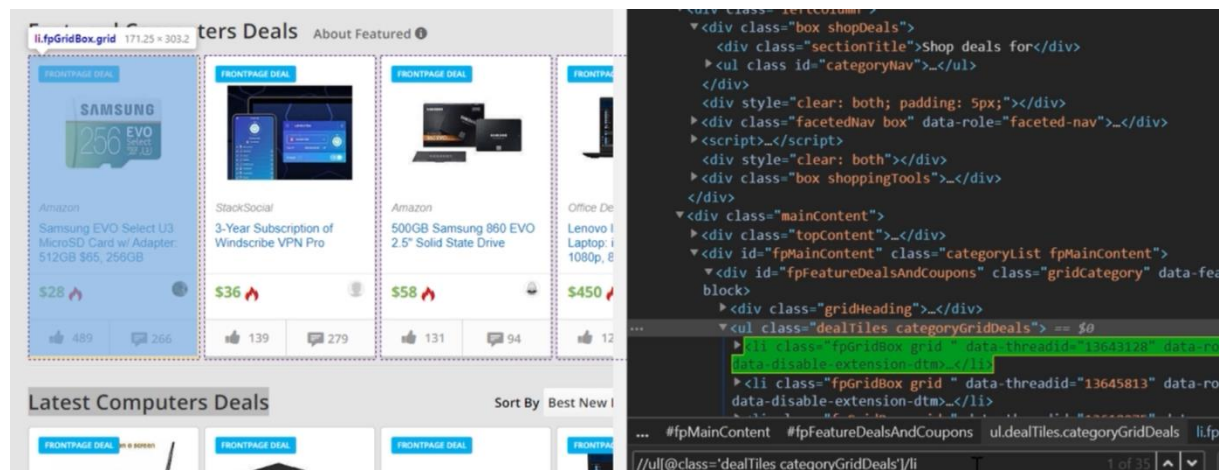 Featured Computers Deals About Featured
li.fpGridBox.grid 171.25 × 303.2
FRONTPAGE DEAL
SAMSUNG
256 EVO Select
Amazon
Samsung EVO Select U3
MicroSD Card w/ Adapter:
512GB $65, 256GB
$28
489 266
FRONTPAGE DEAL
StackSocial
3-Year Subscription of
Windscribe VPN Pro
$36
139 279
FRONTPAGE DEAL
Amazon
500GB Samsung 860 EVO
2.5" Solid State Drive
$58
131 94
FRONTPA
Office De
Lenovo I
Laptop: i
1080p, 8
$450
12
Latest Computers Deals
Sort By Best New
FRONTPAGE DEAL
FRONTPAGE DEAL
FRONTPAGE DEAL
FRONTPA
<div class="leftColumn">
▼<div class="box shopDeals">
<div class="sectionTitle">Shop deals for</div>
▶<ul class id="categoryNav">…</ul>
</div>
<div style="clear: both; padding: 5px;"></div>
▶<div class="facetedNav box" data-role="faceted-nav">…</div>
▶<script>…</script>
<div style="clear: both"></div>
▶<div class="box shoppingTools">…</div>
</div>
▼<div class="mainContent">
▶<div class="topContent">…</div>
▼<div id="fpMainContent" class="categoryList fpMainContent">
▼<div id="fpFeatureDealsAndCoupons" class="gridCategory" data-fea
block>
▶<div class="gridHeading">…</div>
… ▼<ul class="dealTiles categoryGridDeals"> == $0
▶<li class="fpGridBox grid " data-threadid="13643128" data-ro
data-disable-extension-dtm>…</li>
▶<li class="fpGridBox grid " data-threadid="13645813" data-ro
data-disable-extension-dtm>…</li>
… #fpMainContent #fpFeatureDealsAndCoupons ul.dealTiles.categoryGridDeals li.fp
//ul[@class='dealTiles categoryGridDeals']/li 1 of 35